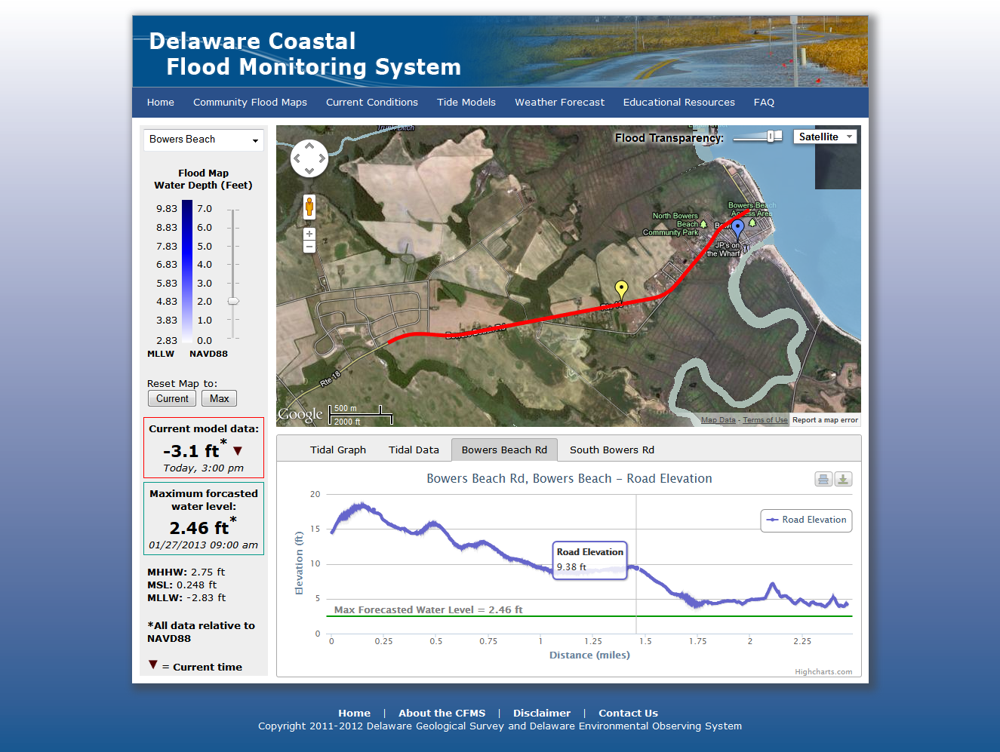 Delaware Coastal
Flood Monitoring System
Home Community Flood Maps Current Conditions Tide Models Weather Forecast Educational Resources FAQ
Bowers Beach
Flood Map
Water Depth (Feet)
9.83 7.0
8.83 6.0
7.83 5.0
6.83 4.0
5.83 3.0
4.83 2.0
3.83 1.0
2.83 0.0
MLLW NAVD88
Reset Map to:
Current Max
Current model data:
-3.1 ft*
Today, 3:00 pm
Maximum forcasted
water level:
2.46 ft*
01/27/2013 09:00 am
MHHW: 2.75 ft
MSL: 0.248 ft
MLLW: -2.83 ft
*All data relative to
NAVD88
= Current time
Flood Transparency: Satellite
Bowers Beach
Access Area
North Bowers
Beach
Community Park
JP's on
the Wharf
Bowers Beach Rd
Rte 18
Google
500 m
2000 ft
Map Data - Terms of Use Report a map error
Tidal Graph Tidal Data Bowers Beach Rd South Bowers Rd
Bowers Beach Rd, Bowers Beach - Road Elevation
Elevation (ft)
20
15
10
5
0
Road Elevation
Road Elevation
9.38 ft
Max Forecasted Water Level = 2.46 ft
0 0.25 0.5 0.75 1 1.25 1.5 1.75 2 2.25
Distance (miles)
Highcharts.com
Home | About the CFMS | Disclaimer | Contact Us
Copyright 2011-2012 Delaware Geological Survey and Delaware Environmental Observing System